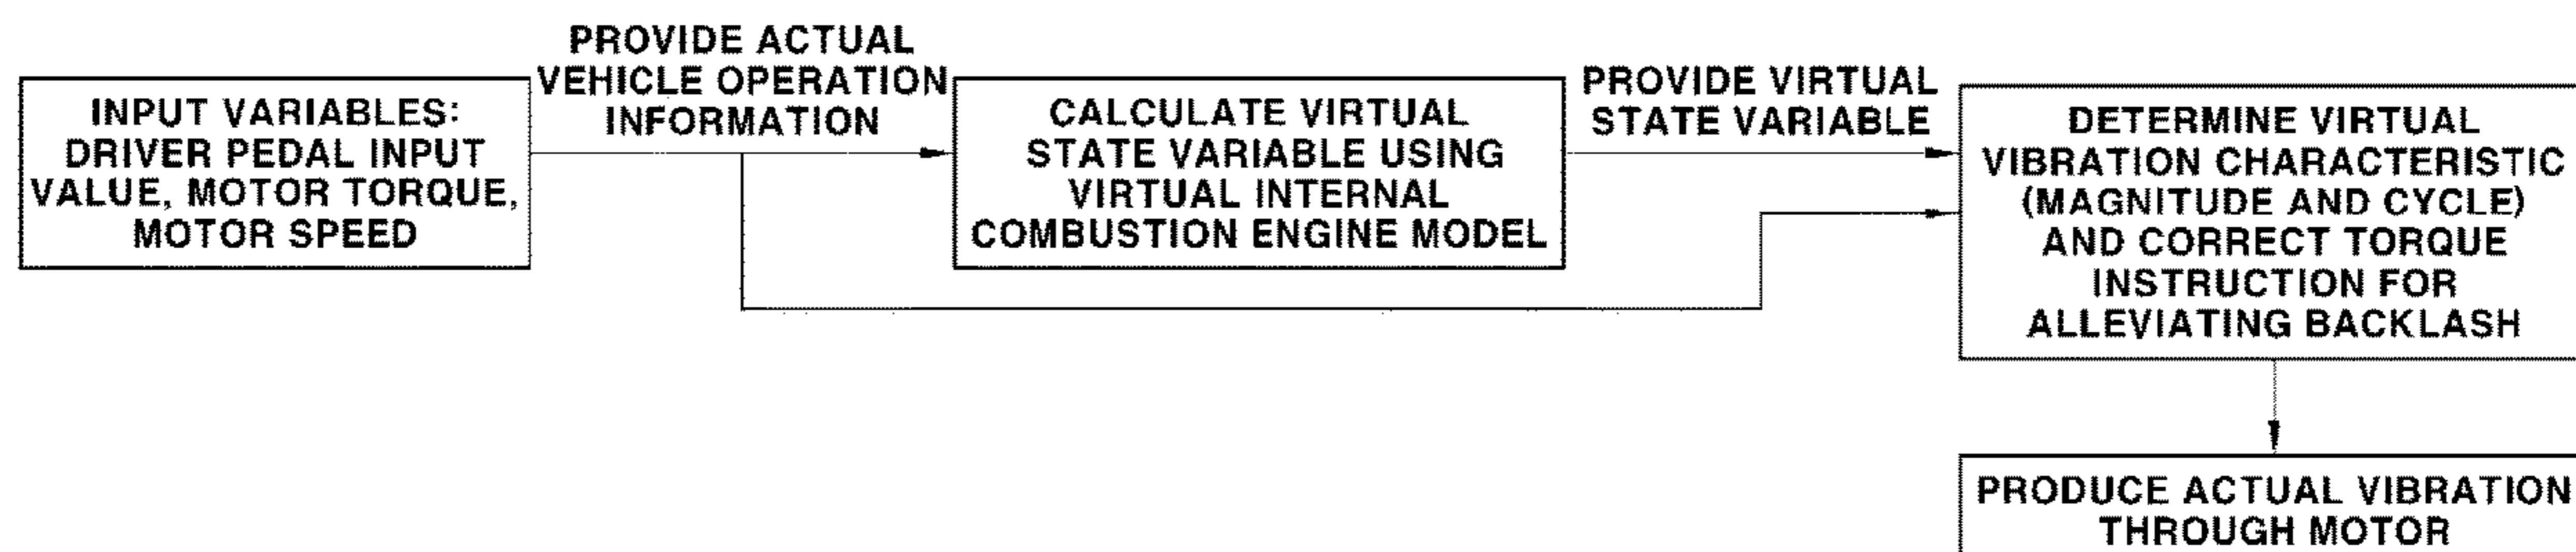 INPUT VARIABLES:
DRIVER PEDAL INPUT
VALUE, MOTOR TORQUE,
MOTOR SPEED
PROVIDE ACTUAL
VEHICLE OPERATION
INFORMATION
CALCULATE VIRTUAL
STATE VARIABLE USING
VIRTUAL INTERNAL
COMBUSTION ENGINE MODEL
PROVIDE VIRTUAL
STATE VARIABLE
DETERMINE VIRTUAL
VIBRATION CHARACTERISTIC
(MAGNITUDE AND CYCLE)
AND CORRECT TORQUE
INSTRUCTION FOR
ALLEVIATING BACKLASH
PRODUCE ACTUAL VIBRATION
THROUGH MOTOR